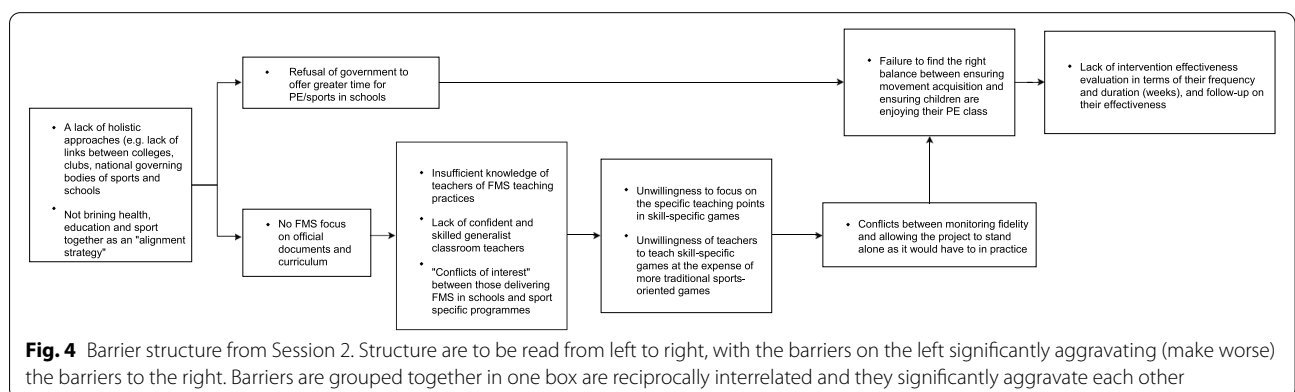 • A lack of holistic
approaches (e.g. lack of
links between colleges,
clubs, national governing
bodies of sports and
schools
• Not brining health,
education and sport
together as an "alignment
strategy"
• Refusal of government to
offer greater time for
PE/sports in schools
• No FMS focus
on official
documents and
curriculum
• Insufficient knowledge of
teachers of FMS teaching
practices
• Lack of confident and
skilled generalist
classroom teachers
• "Conflicts of interest"
between those delivering
FMS in schools and sport
specific programmes
• Unwillingness to focus on
the specific teaching points
in skill-specific games
• Unwillingness of teachers
to teach skill-specific
games at the expense of
more traditional sports-
oriented games
• Conflicts between monitoring fidelity
and allowing the project to stand
alone as it would have to in practice
• Failure to find the right
balance between ensuring
movement acquisition and
ensuring children are
enjoying their PE class
• Lack of intervention effectiveness
evaluation in terms of their frequency
and duration (weeks), and follow-up on
their effectiveness
Fig. 4 Barrier structure from Session 2. Structure are to be read from left to right, with the barriers on the left significantly aggravating (make worse)
the barriers to the right. Barriers are grouped together in one box are reciprocally interrelated and they significantly aggravate each other